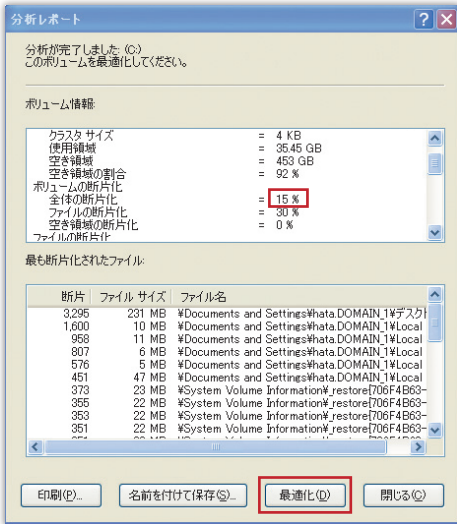 分析レポート
分析が完了しました: (C:)
このボリュームを最適化してください。
ボリューム情報:
クラスタ サイズ = 4 KB
使用領域 = 35.45 GB
空き領域 = 453 GB
空き領域の割合 = 92 %
ボリュームの断片化
全体の断片化 = 15 %
ファイルの断片化 = 30 %
空き領域の断片化 = 0 %
ファイルの断片化
最も断片化されたファイル:
断片 ファイル サイズ ファイル名
3,295 231 MB ¥Documents and Settings¥hata.DOMAIN_1¥デスクト
1,600 10 MB ¥Documents and Settings¥hata.DOMAIN_1¥Local
958 11 MB ¥Documents and Settings¥hata.DOMAIN_1¥Local
807 6 MB ¥Documents and Settings¥hata.DOMAIN_1¥Local
576 5 MB ¥Documents and Settings¥hata.DOMAIN_1¥Local
451 47 MB ¥Documents and Settings¥hata.DOMAIN_1¥Local
373 23 MB ¥System Volume Information¥_restore{706F4B63-
355 22 MB ¥System Volume Information¥_restore{706F4B63-
353 22 MB ¥System Volume Information¥_restore{706F4B63-
351 22 MB ¥System Volume Information¥_restore{706F4B63-
印刷(P)... 名前を付けて保存(S)... 最適化(D) 閉じる(C)